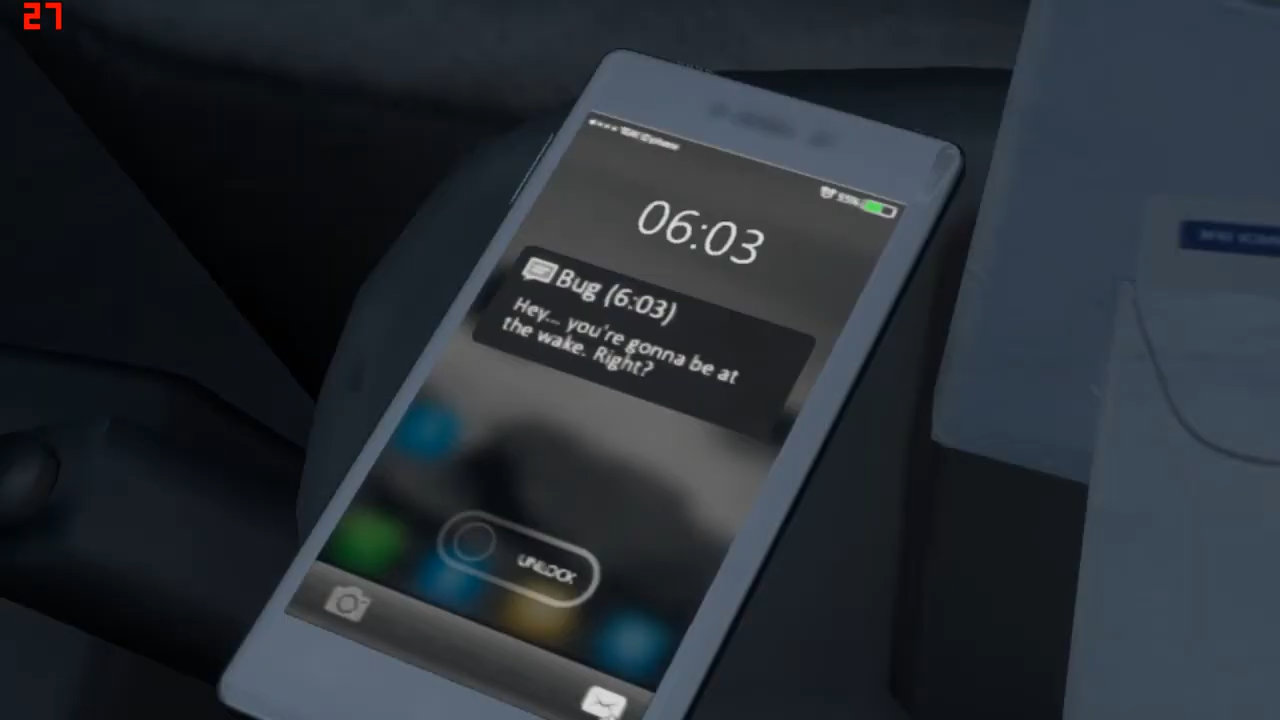 27
06:03
Bug (6:03)
Hey... you're gonna be at
the wake. Right?
UNLOCK